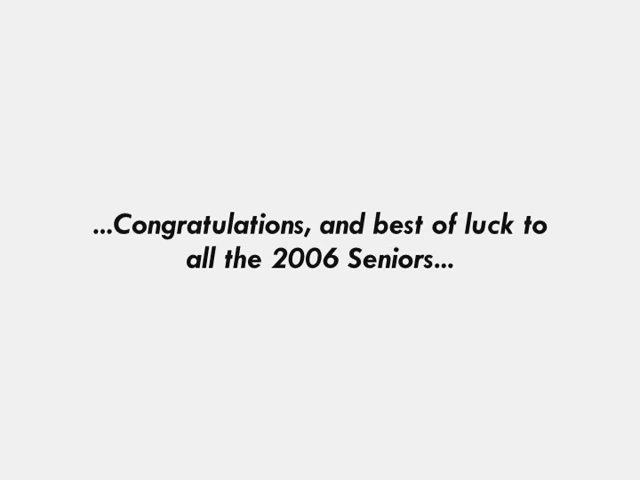 ...Congratulations, and best of luck to
all the 2006 Seniors...